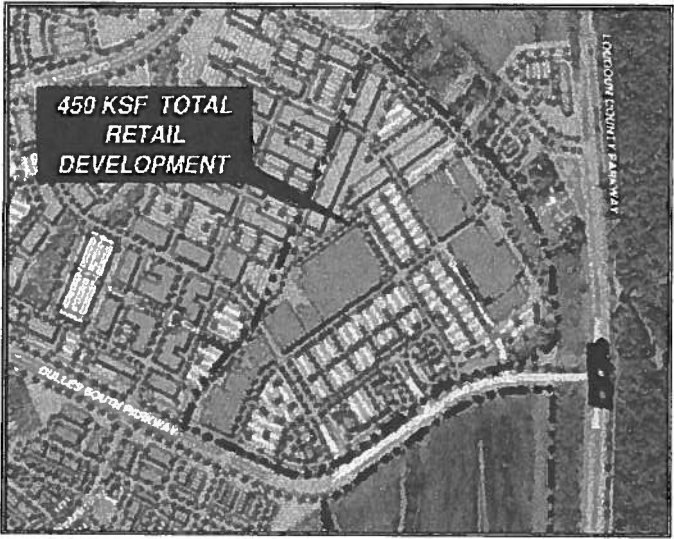 450 KSF TOTAL
RETAIL
DEVELOPMENT
LOUDOUN COUNTY PARKWAY
DULLES SOUTH PARKWAY